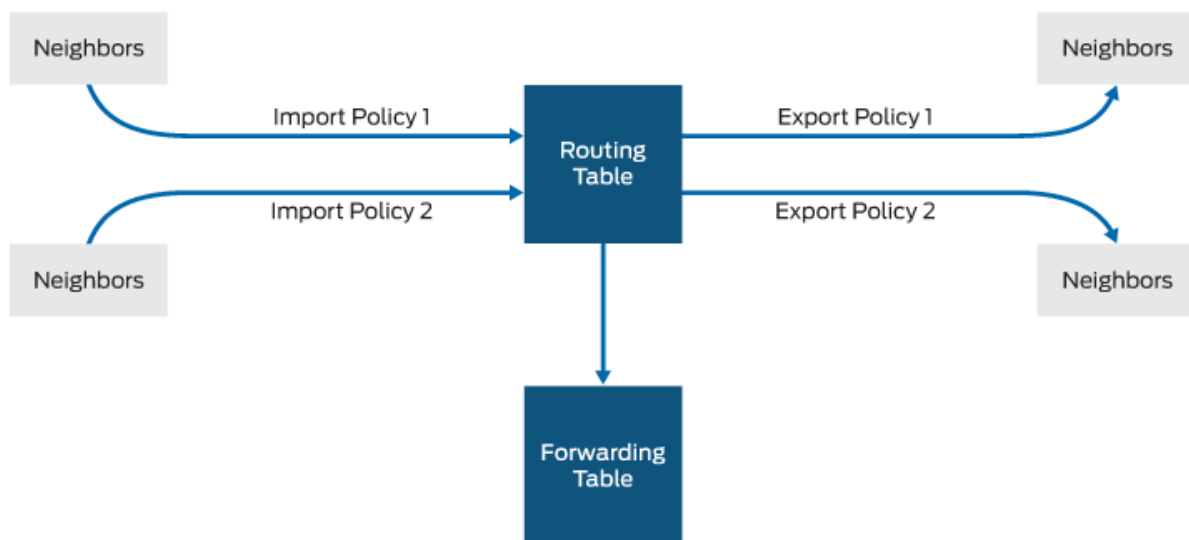 Neighbors
Neighbors
Import Policy 1
Export Policy 1
Routing
Table
Import Policy 2
Export Policy 2
Neighbors
Neighbors
Forwarding
Table